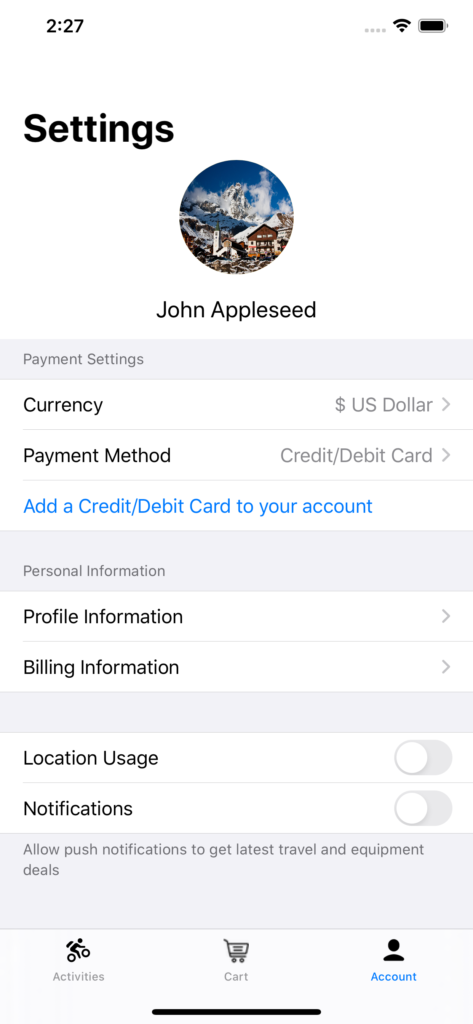 2:27
Settings
John Appleseed
Payment Settings
Currency
$ US Dollar
Payment Method
Credit/Debit Card
Add a Credit/Debit Card to your account
Personal Information
Profile Information
Billing Information
Location Usage
Notifications
Allow push notifications to get latest travel and equipment
deals
Activities
Cart
Account